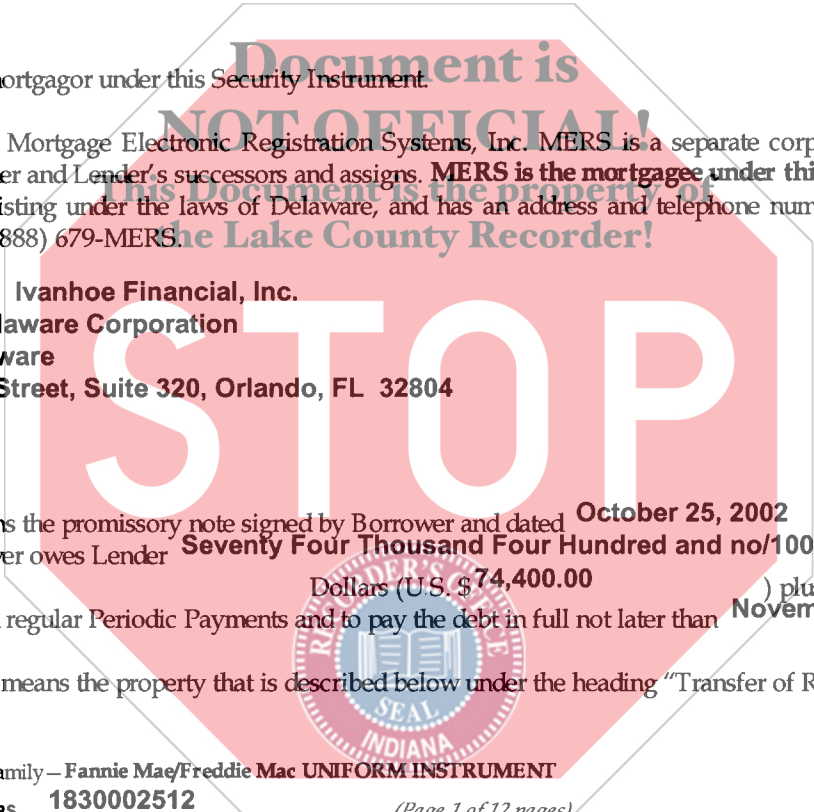 Document is
ortgagor under this Security Instrument.
NOT OFFICIAL!
Mortgage Electronic Registration Systems, Inc. MERS is a separate corp
er and Lender's successors and assigns. MERS is the mortgagee under thi
This Document is the property of
isting under the laws of Delaware, and has an address and telephone num
the Lake County Recorder!
888) 679-MERS.
Ivanhoe Financial, Inc.
laware Corporation
ware
Street, Suite 320, Orlando, FL 32804
STOP
ns the promissory note signed by Borrower and dated October 25, 2002
ver owes Lender Seventy Four Thousand Four Hundred and no/100
Dollars (U.S. $74,400.00 ) plu
regular Periodic Payments and to pay the debt in full not later than Novem
means the property that is described below under the heading "Transfer of R
RECORDER'S OFFICE
SEAL
INDIANA
amily—Fannie Mae/Freddie Mac UNIFORM INSTRUMENT
1830002512
(Page 1 of 12 pages)